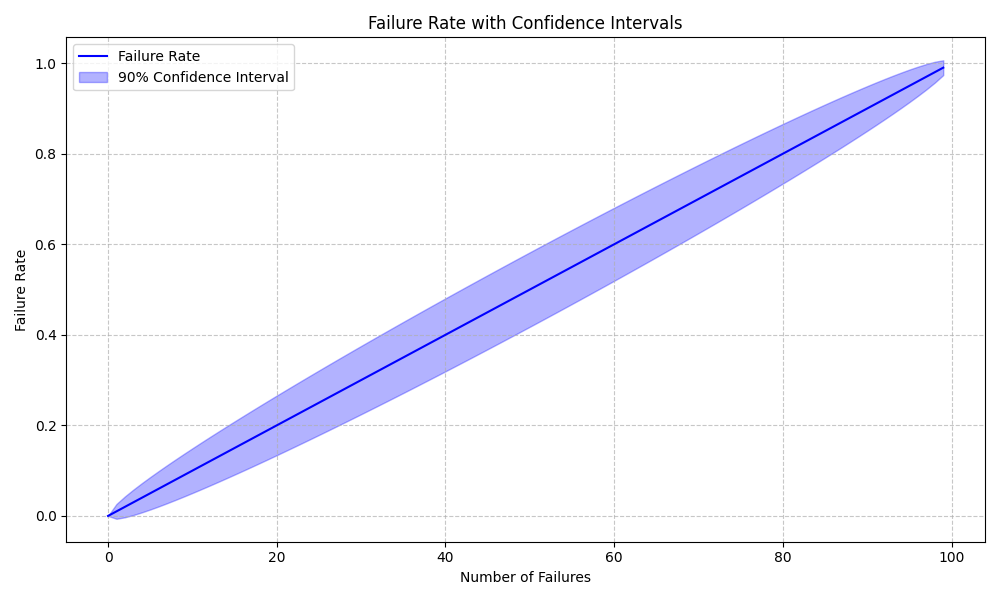 Failure Rate with Confidence Intervals
Failure Rate
90% Confidence Interval
1.0
0.8
0.6
0.4
0.2
0.0
Failure Rate
0 20 40 60 80 100
Number of Failures